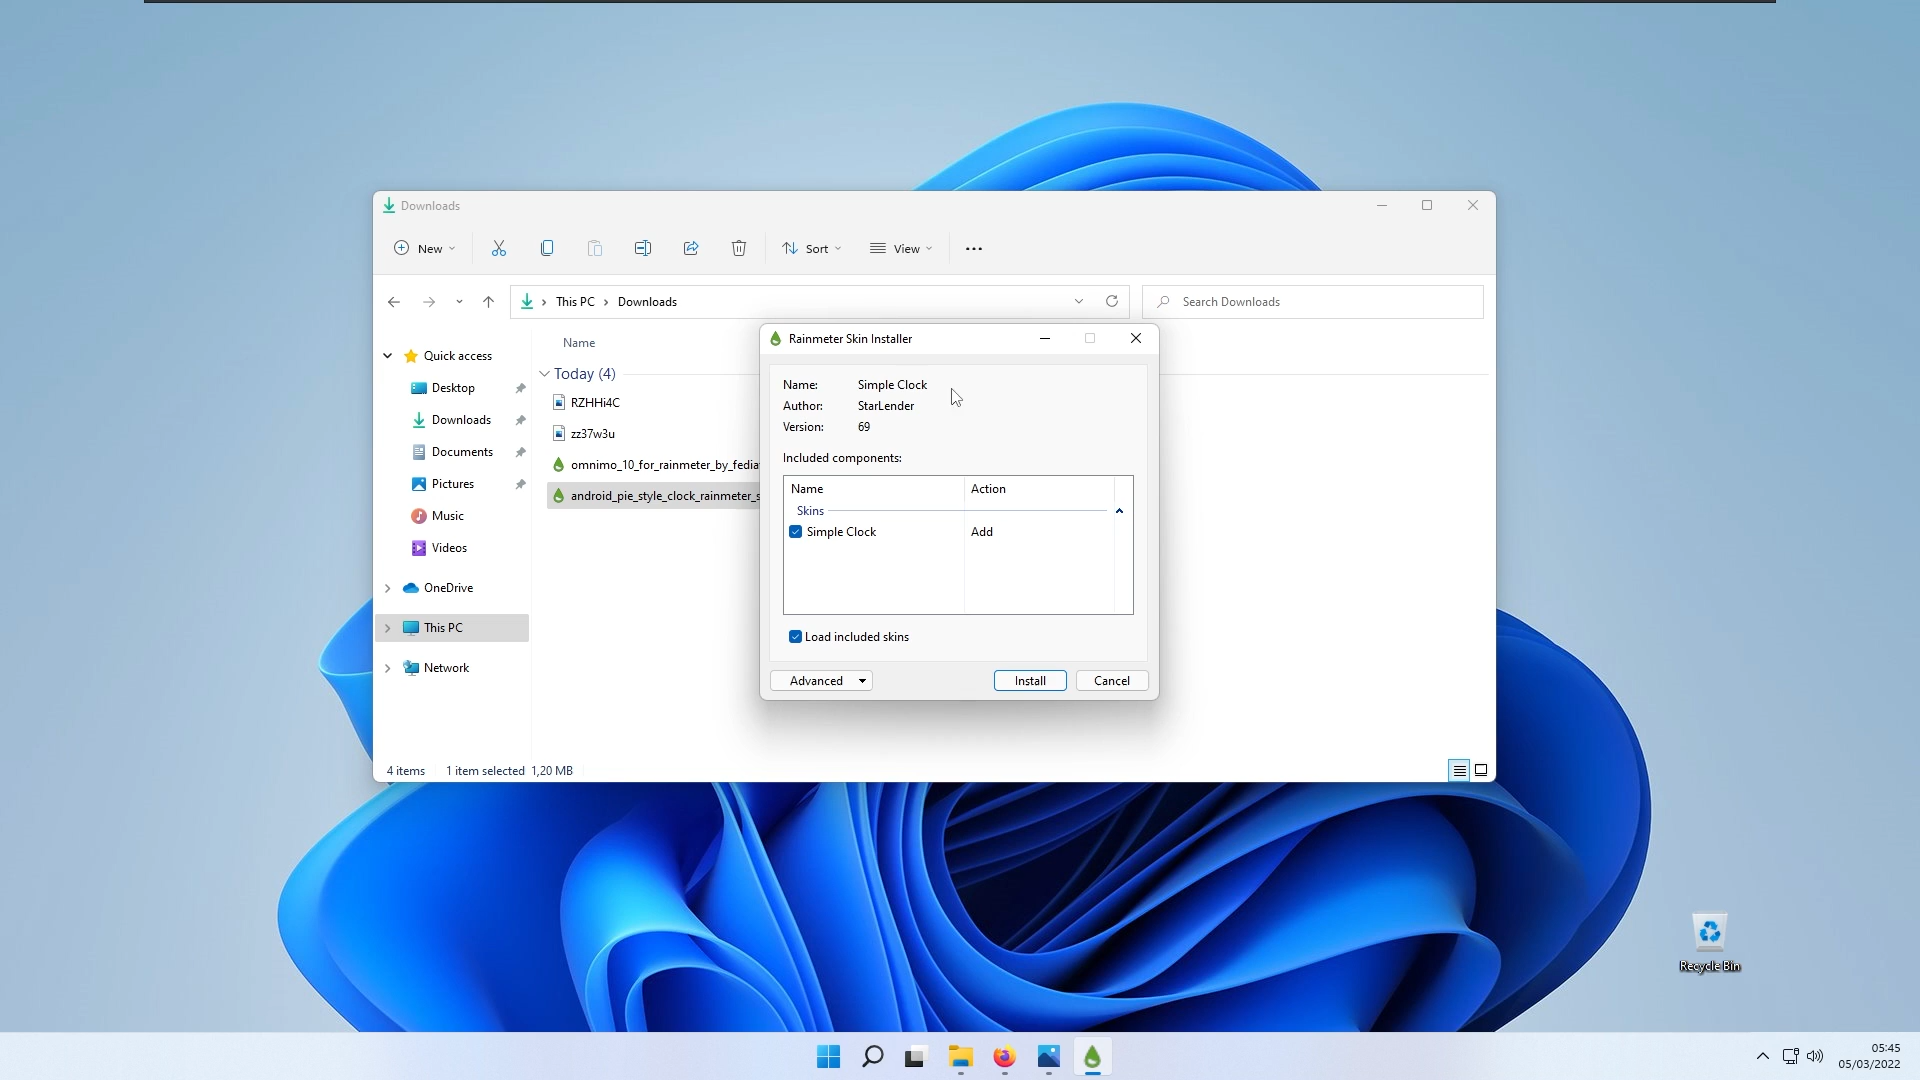 Downloads
New
Sort
View
This PC
Downloads
Search Downloads
Quick access
Desktop
Downloads
Documents
Pictures
Music
Videos
OneDrive
This PC
Network
Name
Today (4)
RZHHi4C
zz37w3u
omnimo_10_for_rainmeter_by_fedia
android_pie_style_clock_rainmeter_s
4 items 1 item selected 1,20 MB
Rainmeter Skin Installer
Name: Simple Clock
Author: StarLender
Version: 69
Included components:
Name Action
Skins
Simple Clock Add
Load included skins
Advanced Install Cancel
Recycle Bin
05:45
05/03/2022